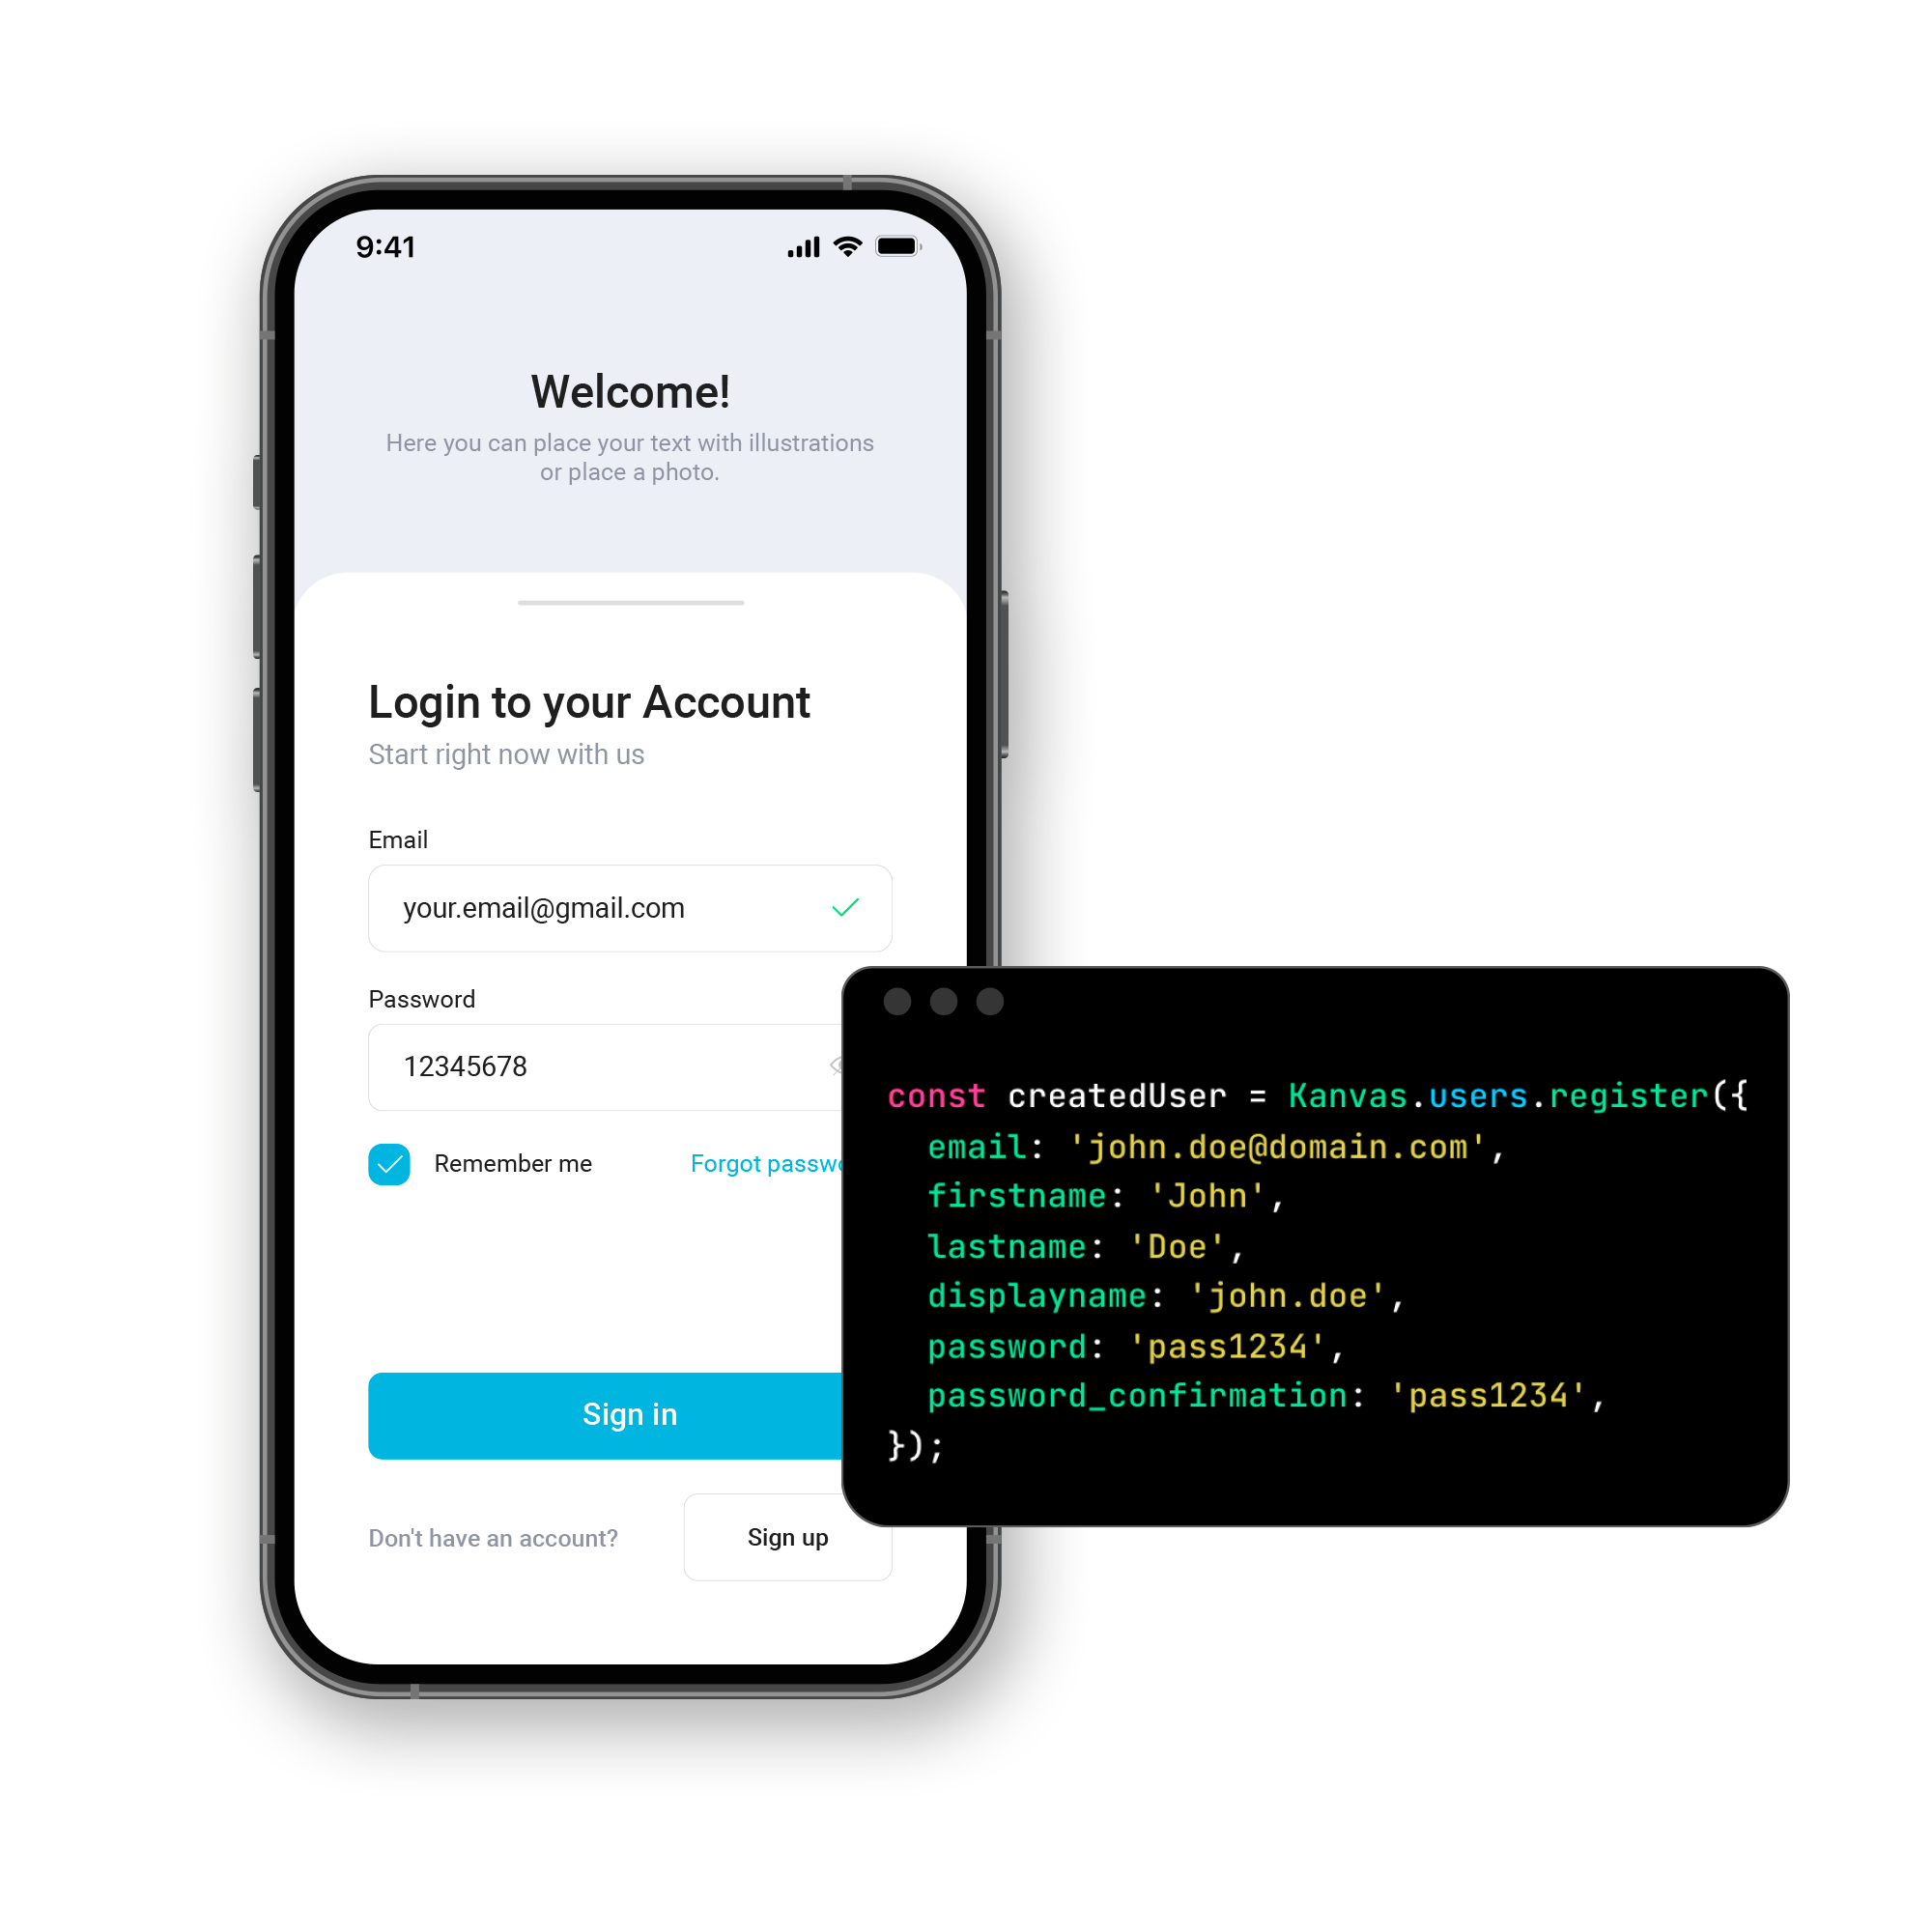 9:41
Welcome!
Here you can place your text with illustrations
or place a photo.
Login to your Account
Start right now with us
Email
your.email@gmail.com
Password
12345678
Remember me
Forgot
Sign in
Don't have an account?
Sign up
const createdUser = Kanvas.users.register({
  email: 'john.doe@domain.com',
  firstname: 'John',
  lastname: 'Doe',
  displayname: 'john.doe',
  password: 'pass1234',
  password_confirmation: 'pass1234',
});